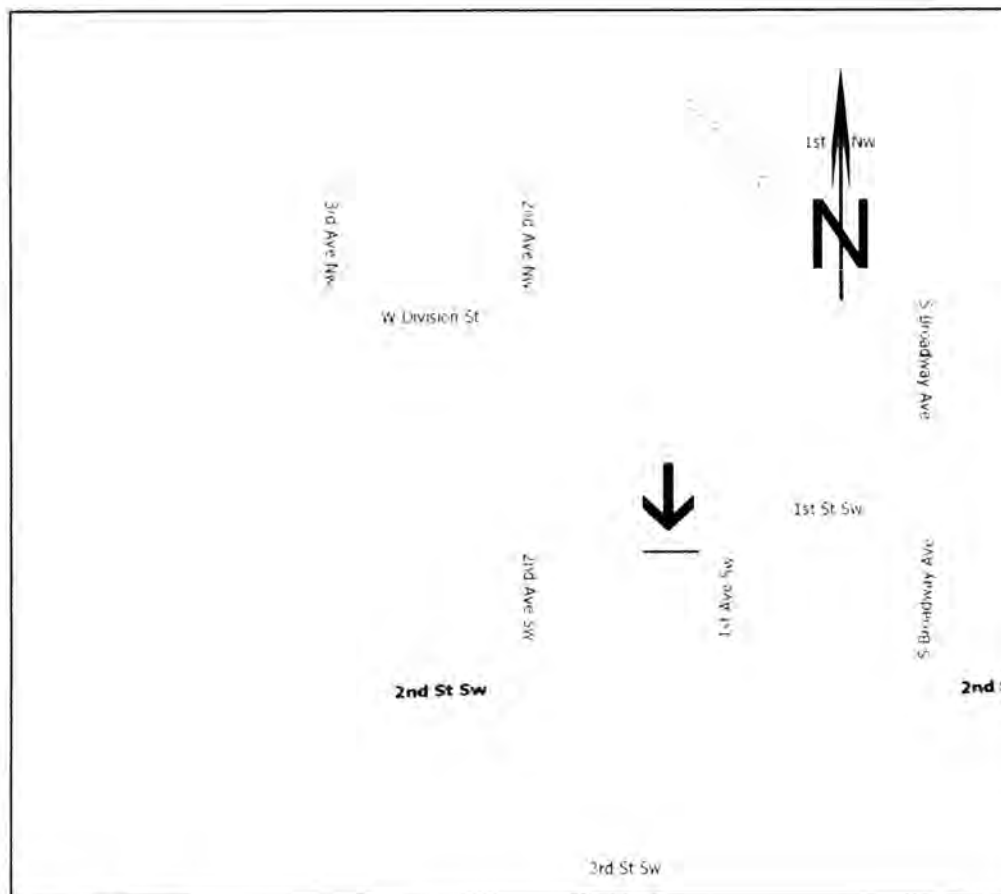 1st Nw
N
3rd Ave Nw
2nd Ave Nw
W Division St
S Broadway Ave
1st St Sw
2nd Ave SW
1st Ave Sw
S Broadway Ave
2nd St Sw
2nd
3rd St Sw